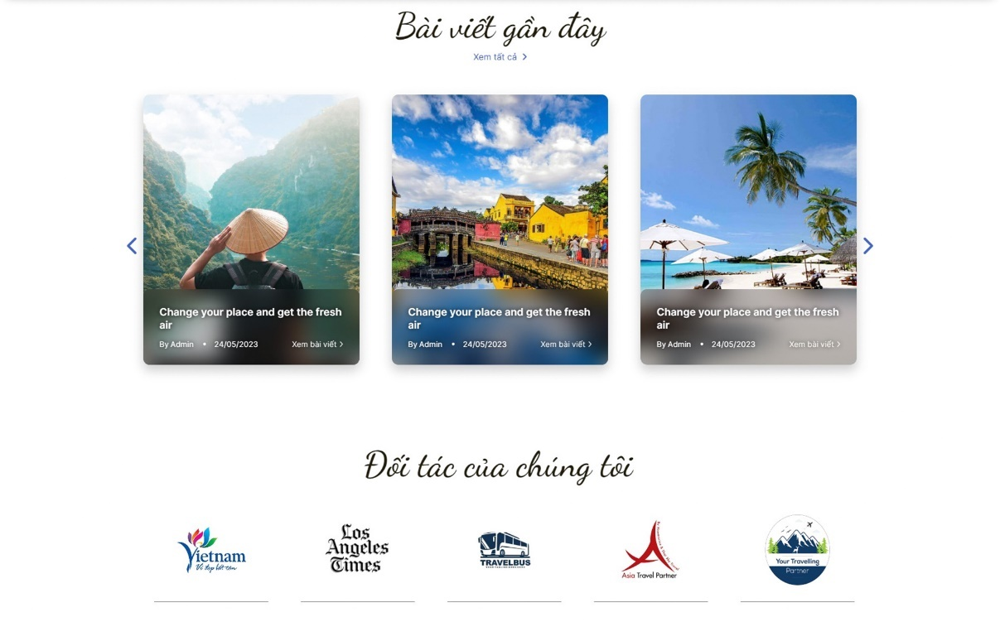 Bài viết gần đây
Xem tất cả
Change your place and get the fresh
air
By Admin • 24/05/2023 Xem bài viết
Change your place and get the fresh
air
By Admin • 24/05/2023 Xem bài viết
Change your place and get the fresh
air
By Admin • 24/05/2023 Xem bài viết
Đối tác của chúng tôi
Vietnam
Vẻ đẹp bất tận
Los
Angeles
Times
TRAVELBUS
Asia Travel Partner
Your Travelling
Partner